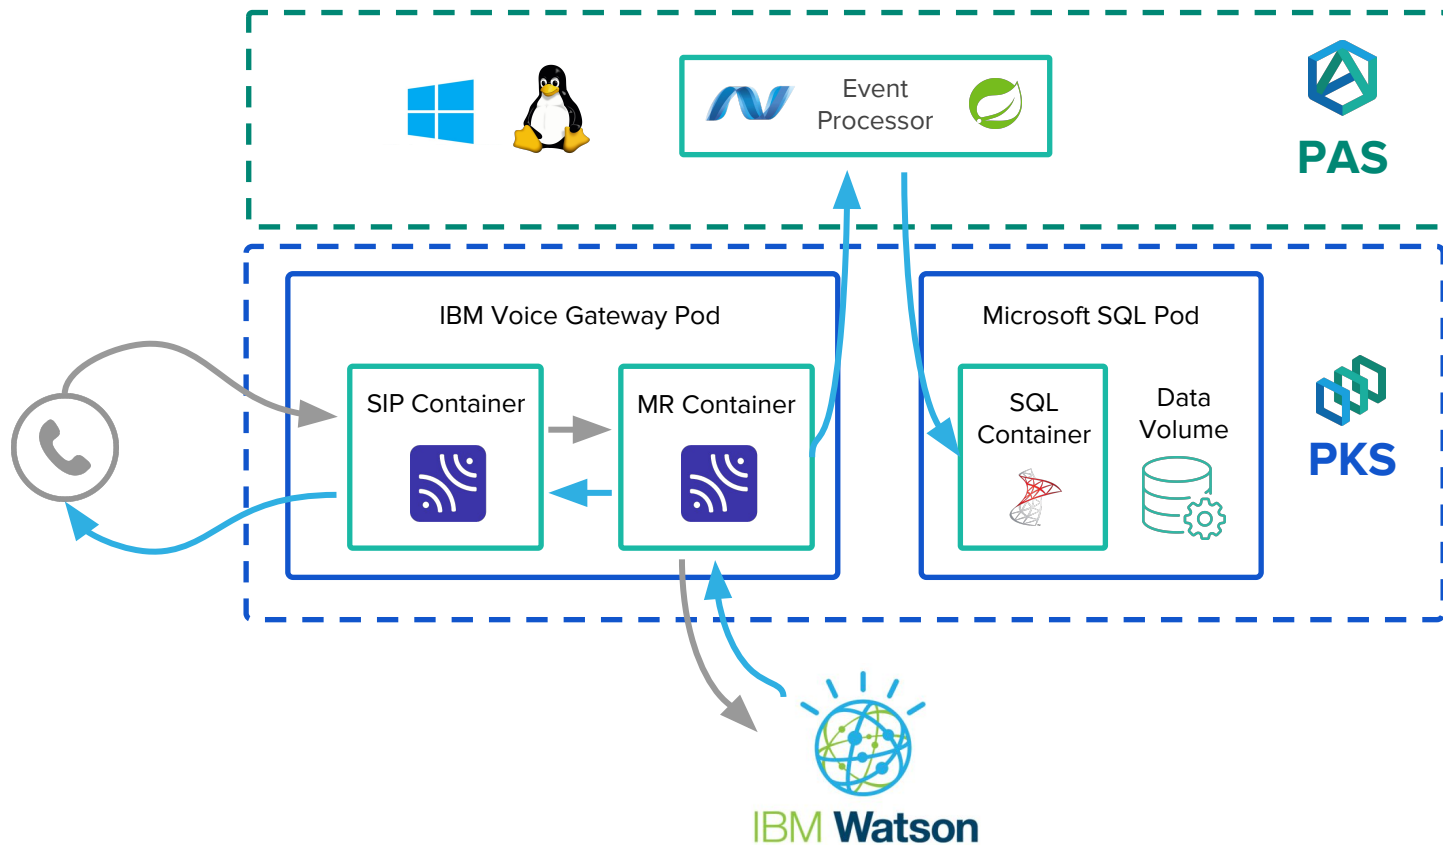 Event
Processor
PAS
IBM Voice Gateway Pod
Microsoft SQL Pod
SIP Container
MR Container
SQL
Container
Data
Volume
PKS
IBM Watson